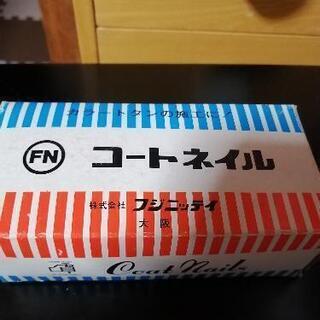 カラートタンの施工に!
FN コートネイル
株式会社 フジニッテイ
大阪
Coat Nails